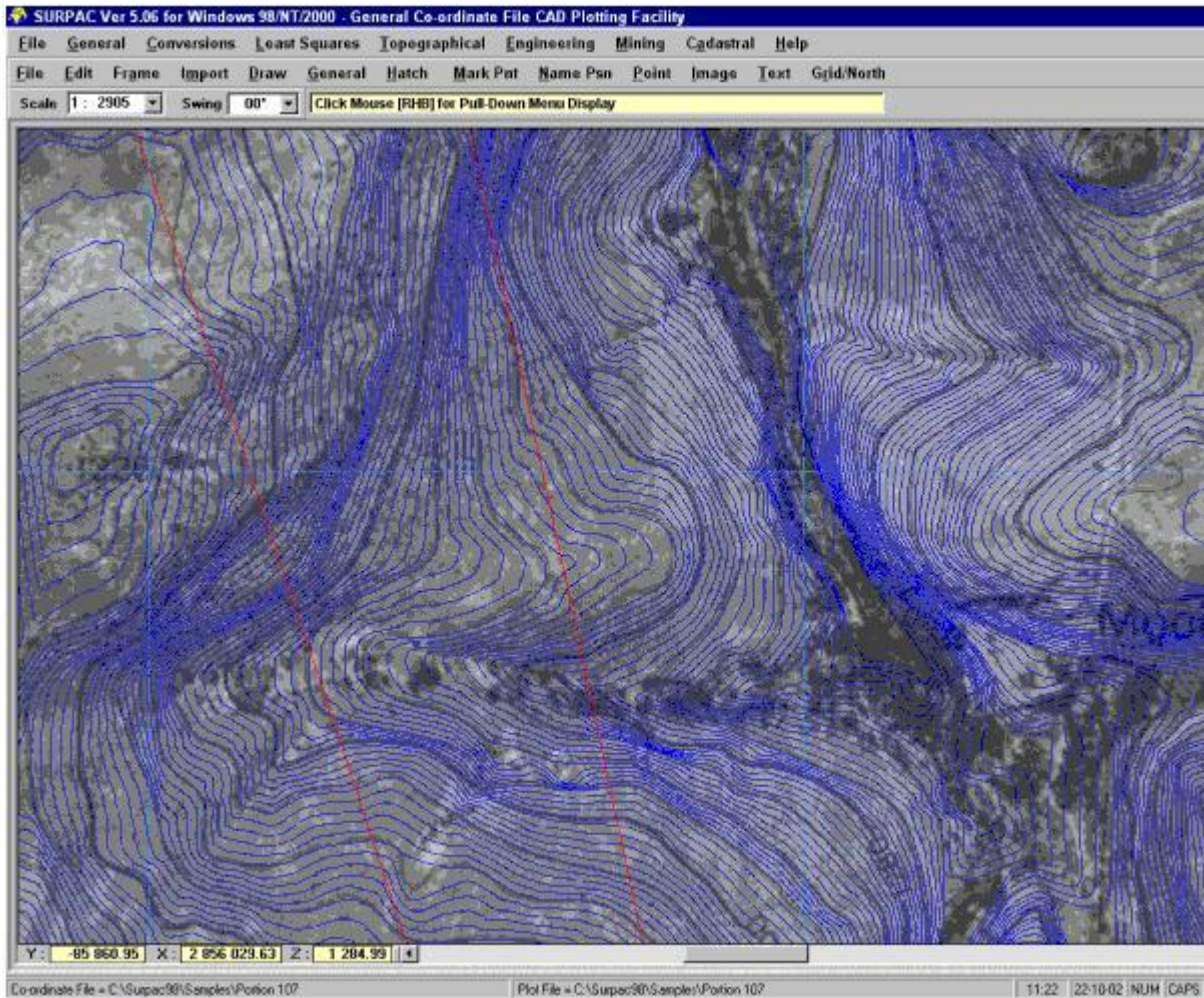 SURPAC Ver 5.06 for Windows 98/NT/2000 - General Co-ordinate File CAD Plotting Facility
File General Conversions Least Squares Topographical Engineering Mining Cadastral Help
File Edit Frame Import Draw General Hatch Mark Pnt Name Psn Point Image Text Grid/North
Scale 1 : 2905 Swing 00° Click Mouse [RHB] for Pull-Down Menu Display
Y : -85 860.95 X : 2 856 029.63 Z : 1 284.99
Co-ordinate File = C:\Surpac98\Samples\Portion 107 Plot File = C:\Surpac98\Samples\Portion 107 11:22 22-10-02 NUM CAPS